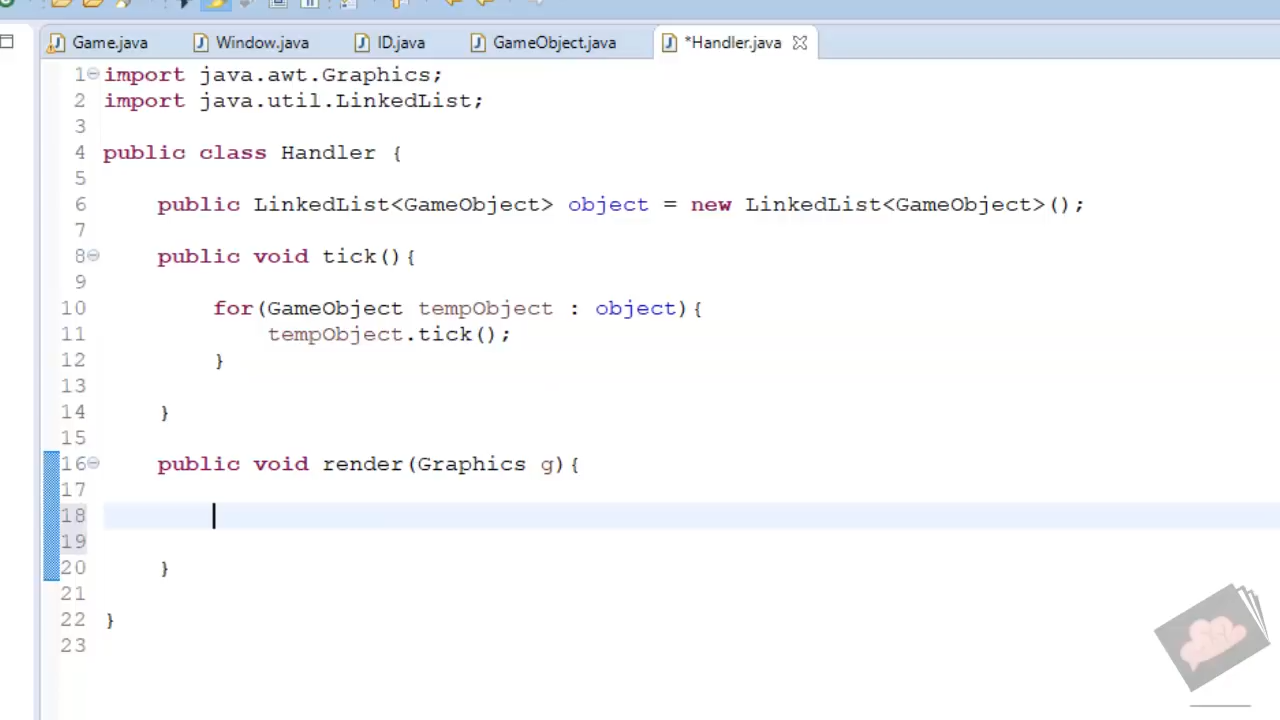 Game.java Window.java ID.java GameObject.java *Handler.java
1 import java.awt.Graphics;
2 import java.util.LinkedList;
3
4 public class Handler {
5
6 public LinkedList<GameObject> object = new LinkedList<GameObject>();
7
8 public void tick(){
9
10 for(GameObject tempObject : object){
11 tempObject.tick();
12 }
13
14 }
15
16 public void render(Graphics g){
17
18
19
20 }
21
22 }
23